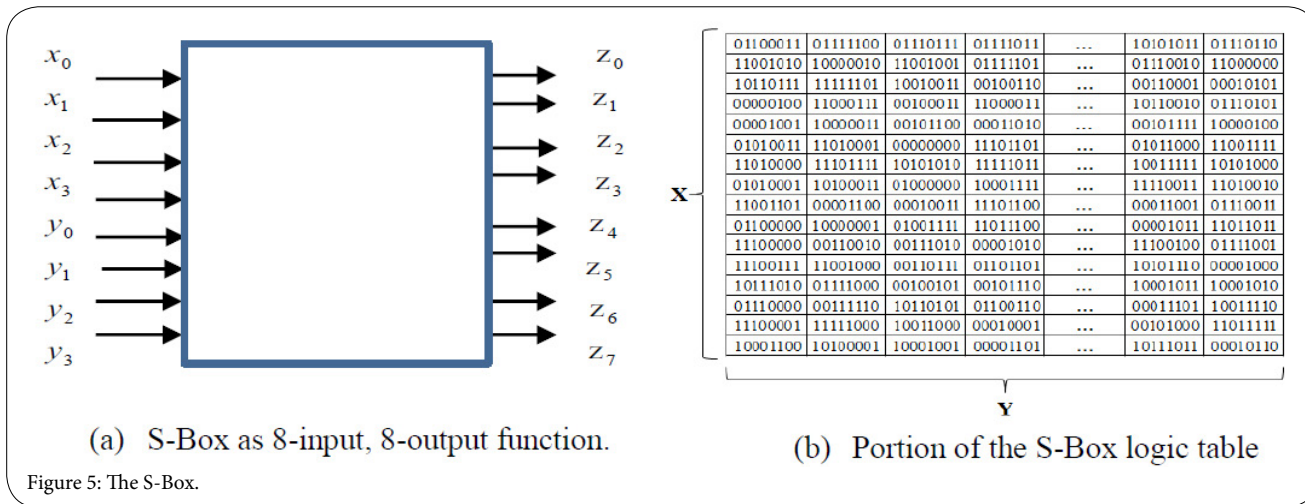 x0 z0
x1 z1
x2 z2
x3 z3
y0 z4
y1 z5
y2 z6
y3 z7
(a) S-Box as 8-input, 8-output function.
X
01100011 01111100 01110111 01111011 ... 10101011 01110110
11001010 10000010 11001001 01111101 ... 01110010 11000000
10110111 11111101 10010011 00100110 ... 00110001 00010101
00000100 11000111 00100011 11000011 ... 10110010 01110101
00001001 10000011 00101100 00011010 ... 00101111 10000100
01010011 11010001 00000000 11101101 ... 01011000 11001111
11010000 11101111 10101010 11111011 ... 10011111 10101000
01010001 10100011 01000000 10001111 ... 11110011 11010010
11001101 00001100 00010011 11101100 ... 00011001 01110011
01100000 10000001 01001111 11011100 ... 00001011 11011011
11100000 00110010 00111010 00001010 ... 11100100 01111001
11100111 11001000 00110111 01101101 ... 10101110 00001000
10111010 01111000 00100101 00101110 ... 10001011 10001010
01110000 00111110 10110101 01100110 ... 00011101 10011110
11100001 11111000 10011000 00010001 ... 00101000 11011111
10001100 10100001 10001001 00001101 ... 10111011 00010110
Y
(b) Portion of the S-Box logic table
Figure 5: The S-Box.